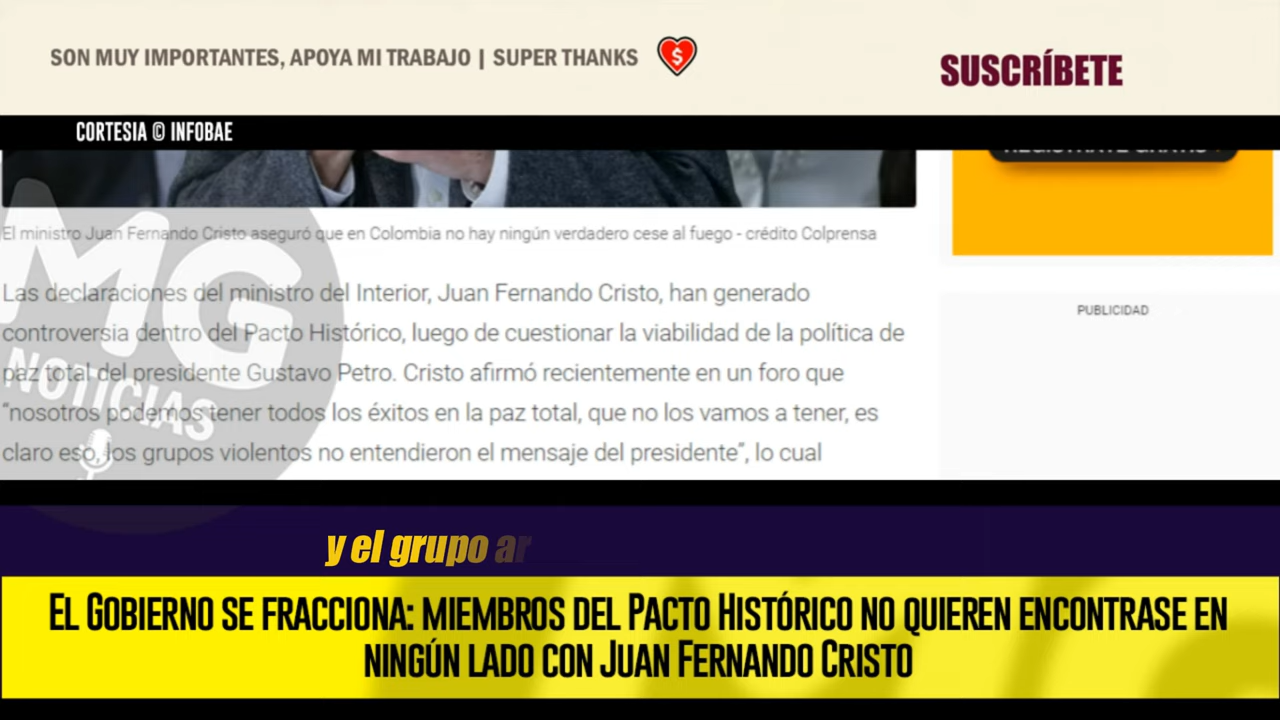 SON MUY IMPORTANTES, APOYA MI TRABAJO | SUPER THANKS
SUSCRÍBETE
CORTESIA © INFOBAE
El ministro Juan Fernando Cristo aseguró que en Colombia no hay ningún verdadero cese al fuego - crédito Colprensa
Las declaraciones del ministro del Interior, Juan Fernando Cristo, han generado
controversia dentro del Pacto Histórico, luego de cuestionar la viabilidad de la política de
paz total del presidente Gustavo Petro. Cristo afirmó recientemente en un foro que
“nosotros podemos tener todos los éxitos en la paz total, que no los vamos a tener, es
claro eso, los grupos violentos no entendieron el mensaje del presidente”, lo cual
PUBLICIDAD
MG
NOTICIAS
y el grupo ar
EL GOBIERNO SE FRACCIONA: MIEMBROS DEL PACTO HISTÓRICO NO QUIEREN ENCONTRASE EN
NINGÚN LADO CON JUAN FERNANDO CRISTO